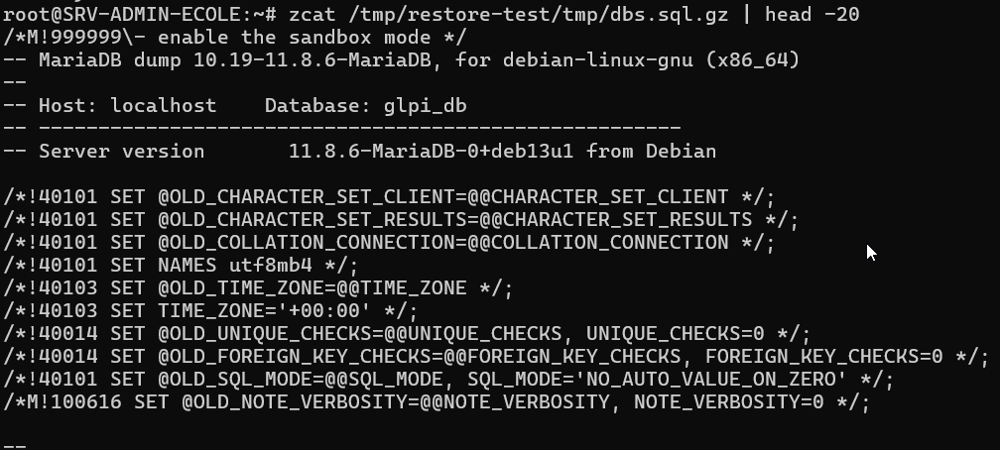 root@SRV-ADMIN-ECOLE:~# zcat /tmp/restore-test/tmp/dbs.sql.gz | head -20
/*M!999999\- enable the sandbox mode */
-- MariaDB dump 10.19-11.8.6-MariaDB, for debian-linux-gnu (x86_64)
--
-- Host: localhost    Database: glpi_db
-- ------------------------------------------------------
-- Server version       11.8.6-MariaDB-0+deb13u1 from Debian

/*!40101 SET @OLD_CHARACTER_SET_CLIENT=@@CHARACTER_SET_CLIENT */;
/*!40101 SET @OLD_CHARACTER_SET_RESULTS=@@CHARACTER_SET_RESULTS */;
/*!40101 SET @OLD_COLLATION_CONNECTION=@@COLLATION_CONNECTION */;
/*!40101 SET NAMES utf8mb4 */;
/*!40103 SET @OLD_TIME_ZONE=@@TIME_ZONE */;
/*!40103 SET TIME_ZONE='+00:00' */;
/*!40014 SET @OLD_UNIQUE_CHECKS=@@UNIQUE_CHECKS, UNIQUE_CHECKS=0 */;
/*!40014 SET @OLD_FOREIGN_KEY_CHECKS=@@FOREIGN_KEY_CHECKS, FOREIGN_KEY_CHECKS=0 */;
/*!40101 SET @OLD_SQL_MODE=@@SQL_MODE, SQL_MODE='NO_AUTO_VALUE_ON_ZERO' */;
/*M!100616 SET @OLD_NOTE_VERBOSITY=@@NOTE_VERBOSITY, NOTE_VERBOSITY=0 */;

--